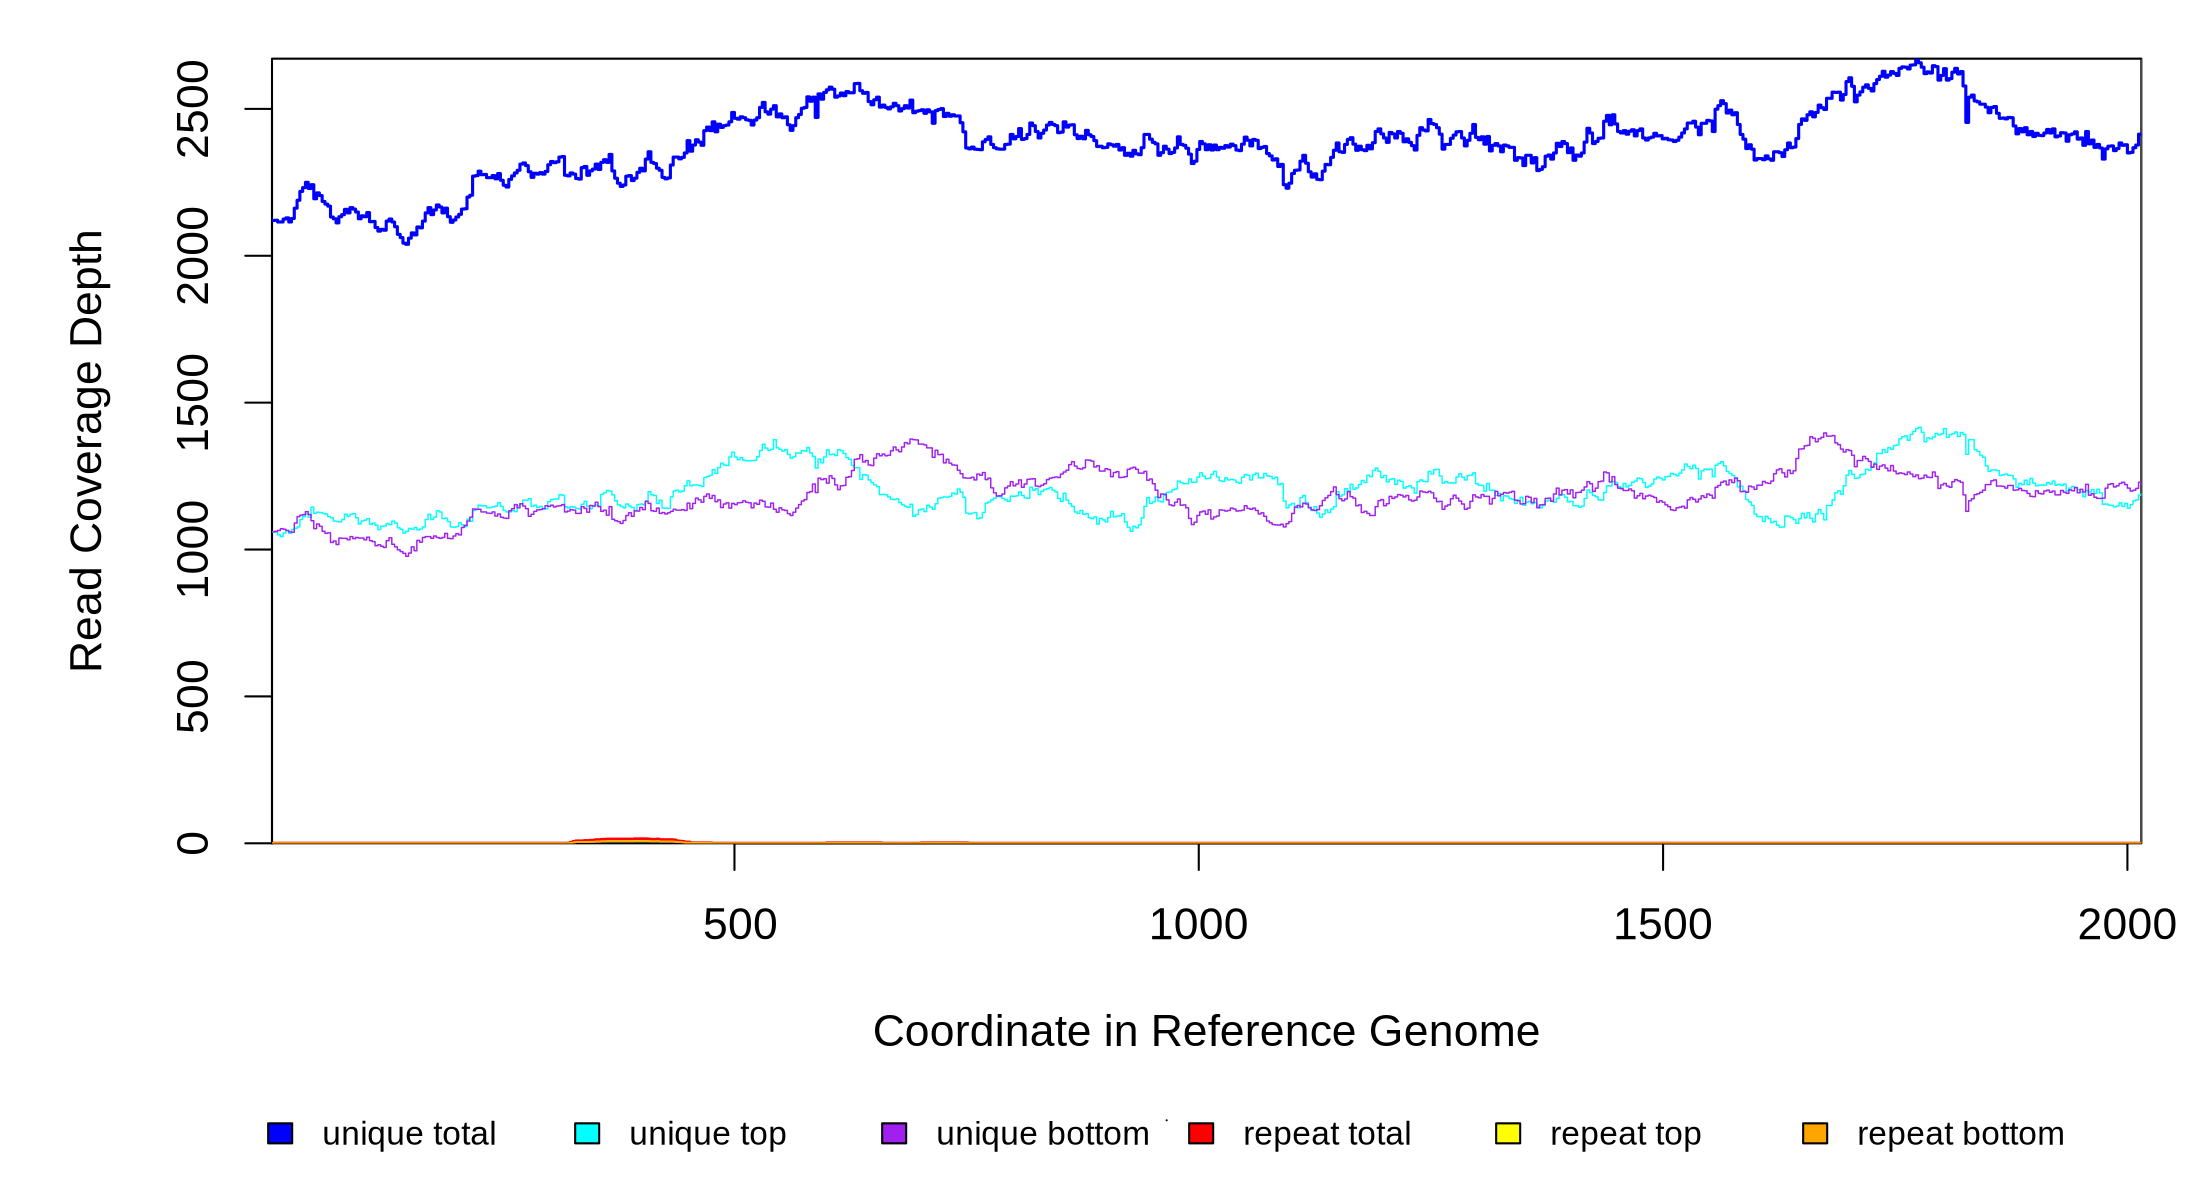 Read Coverage Depth
2500
2000
1500
1000
500
0
500 1000 1500 2000
Coordinate in Reference Genome
unique total unique top unique bottom repeat total repeat top repeat bottom